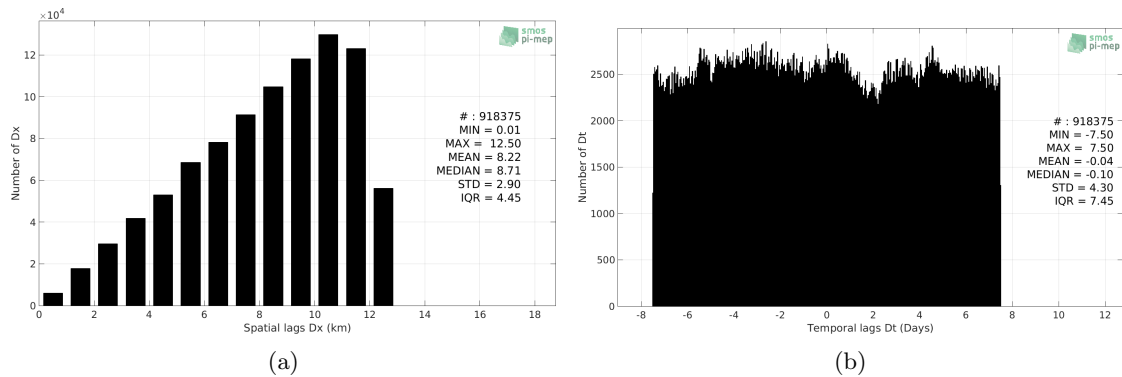 ×10⁴
smos
pi-mep
12
10
8
6
4
2
0
Number of Dx
# : 918375
MIN = 0.01
MAX = 12.50
MEAN = 8.22
MEDIAN = 8.71
STD = 2.90
IQR = 4.45
0 2 4 6 8 10 12 14 16 18
Spatial lags Dx (km)
(a)
smos
pi-mep
2500
2000
1500
1000
500
0
Number of Dt
# : 918375
MIN = -7.50
MAX = 7.50
MEAN = -0.04
MEDIAN = -0.10
STD = 4.30
IQR = 7.45
-8 -6 -4 -2 0 2 4 6 8 10 12
Temporal lags Dt (Days)
(b)